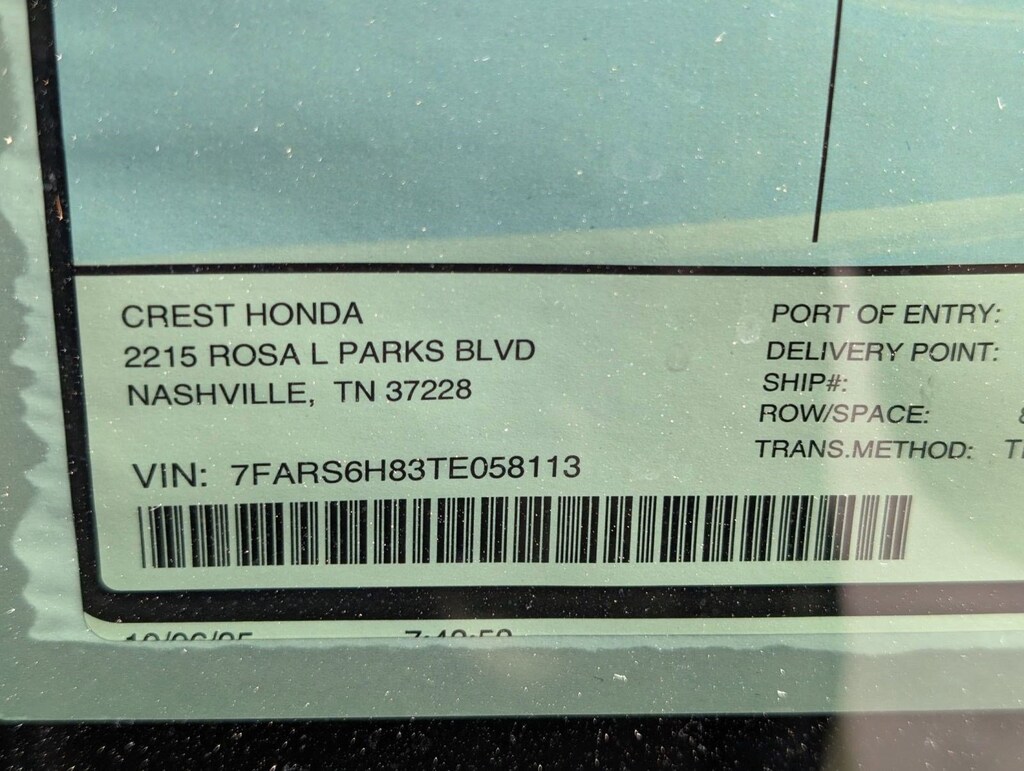 CREST HONDA
2215 ROSA L PARKS BLVD
NASHVILLE, TN 37228
VIN: 7FARS6H83TE058113
PORT OF ENTRY:
DELIVERY POINT:
SHIP#:
ROW/SPACE:
TRANS.METHOD: